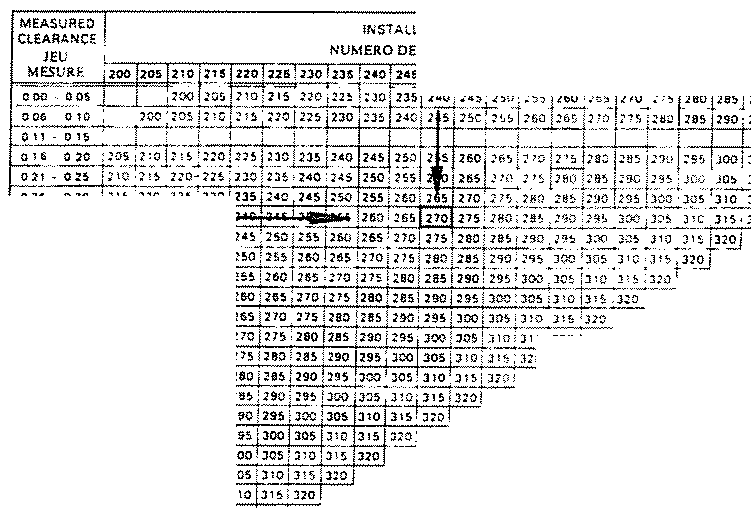 MEASURED
CLEARANCE
JEU
MESURE
INSTALL
NUMERO DE
200 205 210 215 220 225 230 235 240 245
0.00 - 0.05 200 205 210 215 220 225 230 235 240 245 250 255 260 265 270 275 280 285
0.06 0.10 200 205 210 215 220 225 230 235 240 245 250 255 260 265 270 275 280 285 290
0.11 - 0.15
0.16 0.20 205 210 215 220 225 230 235 240 245 250 255 260 265 270 275 280 285 290 295 300
0.21 - 0.25 210 215 220 225 230 235 240 245 250 255 260 265 270 275 280 285 290 295 300 305
235 240 245 250 255 260 265 270 275 280 285 290 295 300 305 310
260 265 270 275 280 285 290 295 300 305 310 315
245 250 255 260 265 270 275 280 285 290 295 300 305 310 315 320
250 255 260 265 270 275 280 285 290 295 300 305 310 315 320
255 260 265 270 275 280 285 290 295 300 305 310 315 320
260 265 270 275 280 285 290 295 300 305 310 315 320
265 270 275 280 285 290 295 300 305 310 315 320
270 275 280 285 290 295 300 305 310 31
275 280 285 290 295 300 305 310 315 32
280 285 290 295 300 305 310 315 320
285 290 295 300 305 310 315 320
90 295 300 305 310 315 320
95 300 305 310 315 320
00 305 310 315 320
05 310 315 320
10 315 320